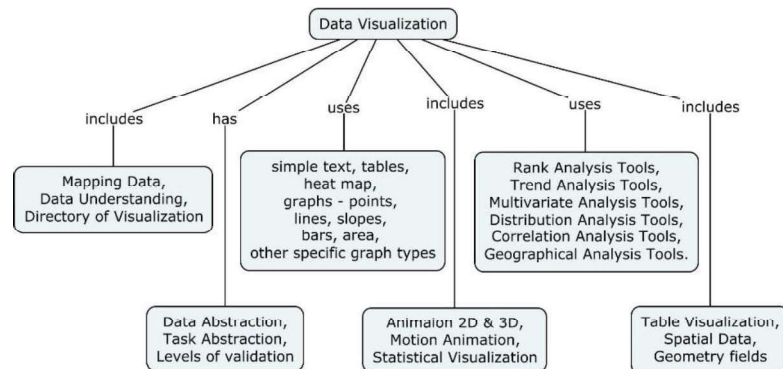 Data Visualization
includes
has
uses
includes
uses
includes
Mapping Data,
Data Understanding,
Directory of Visualization
simple text, tables,
heat map,
graphs - points,
lines, slopes,
bars, area,
other specific graph types
Rank Analysis Tools,
Trend Analysis Tools,
Multivariate Analysis Tools,
Distribution Analysis Tools,
Correlation Analysis Tools,
Geographical Analysis Tools.
Data Abstraction,
Task Abstraction,
Levels of validation
Animaion 2D & 3D,
Motion Animation,
Statistical Visualization
Table Visualization,
Spatial Data,
Geometry fields